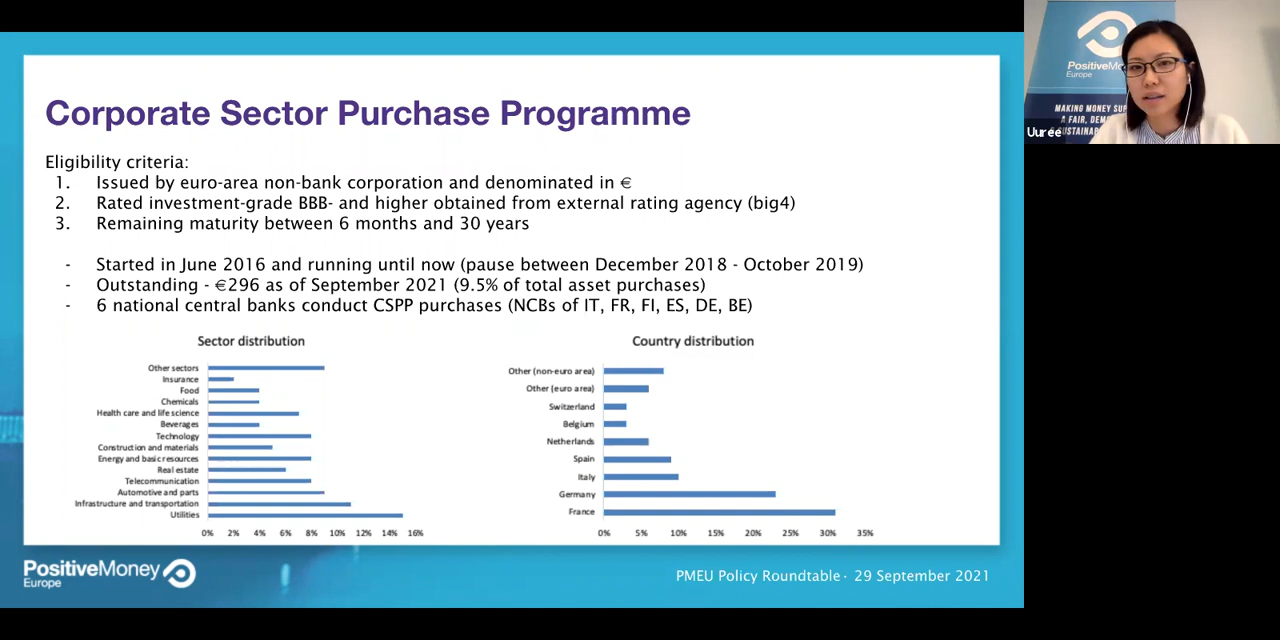 Corporate Sector Purchase Programme
Eligibility criteria:
1. Issued by euro-area non-bank corporation and denominated in €
2. Rated investment-grade BBB- and higher obtained from external rating agency (big4)
3. Remaining maturity between 6 months and 30 years
- Started in June 2016 and running until now (pause between December 2018 - October 2019)
- Outstanding - €296 as of September 2021 (9.5% of total asset purchases)
- 6 national central banks conduct CSPP purchases (NCBs of IT, FR, FI, ES, DE, BE)
Sector distribution
Other sectors
Insurance
Food
Chemicals
Health care and life science
Beverages
Technology
Construction and materials
Energy and basic resources
Real estate
Telecommunication
Automotive and parts
Infrastructure and transportation
Utilities
0% 2% 4% 6% 8% 10% 12% 14% 16%
Country distribution
Other (non-euro area)
Other (euro area)
Switzerland
Belgium
Netherlands
Spain
Italy
Germany
France
0% 5% 10% 15% 20% 25% 30% 35%
PositiveMoney
Europe
PMEU Policy Roundtable · 29 September 2021
Europe
MAKING MONEY
Uurée